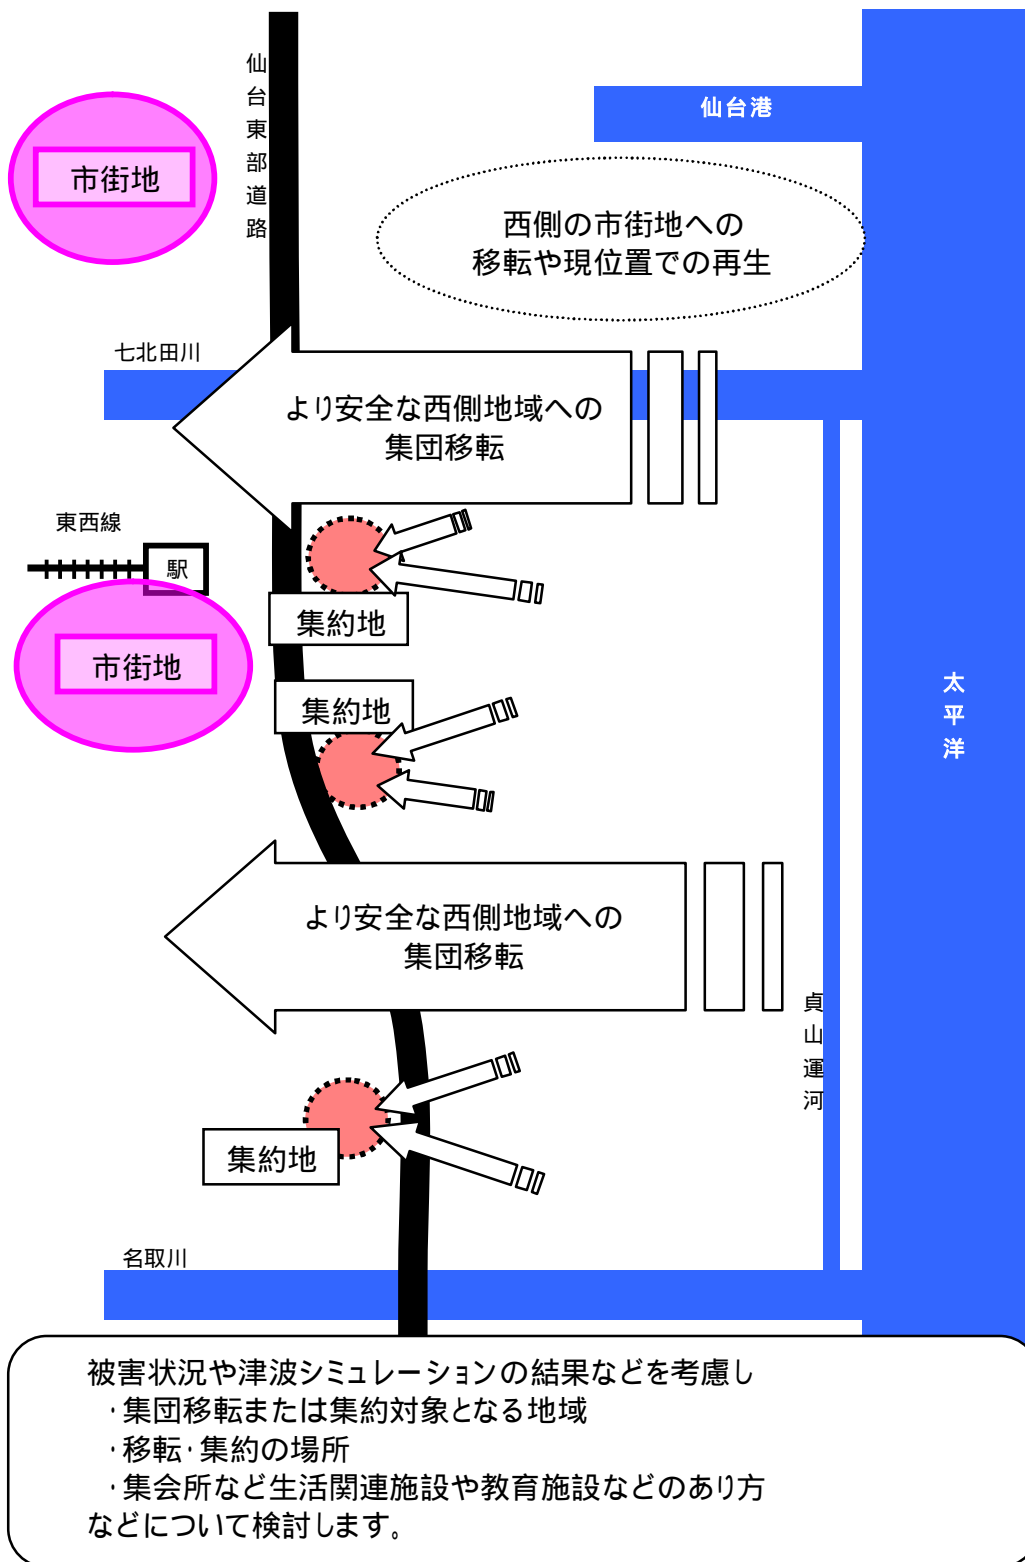 仙台東部道路
仙台港
市街地
西側の市街地への
移転や現位置での再生
七北田川
より安全な西側地域への
集団移転
東西線
駅
集約地
市街地
集約地
太平洋
より安全な西側地域への
集団移転
貞山運河
集約地
名取川
被害状況や津波シミュレーションの結果などを考慮し
・集団移転または集約対象となる地域
・移転・集約の場所
・集会所など生活関連施設や教育施設などのあり方
などについて検討します。